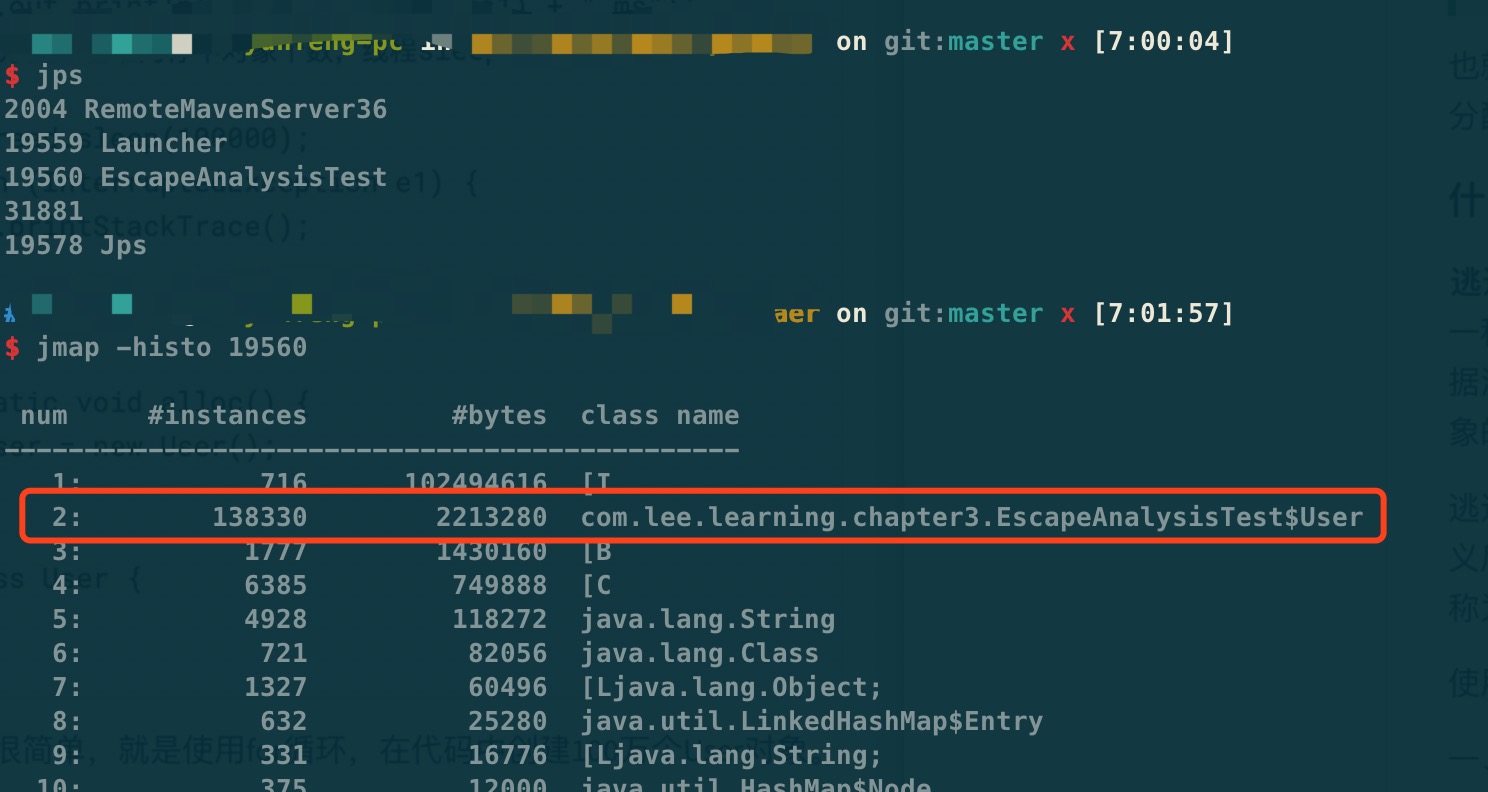 on git:master x [7:00:04]
$ jps
2004 RemoteMavenServer36
19559 Launcher
19560 EscapeAnalysisTest
31881
19578 Jps
on git:master x [7:01:57]
$ jmap -histo 19560
num #instances #bytes class name
----------------------------------------------
1: 716 102494616 [I
2: 138330 2213280 com.lee.learning.chapter3.EscapeAnalysisTest$User
3: 1777 1430160 [B
4: 6385 749888 [C
5: 4928 118272 java.lang.String
6: 721 82056 java.lang.Class
7: 1327 60496 [Ljava.lang.Object;
8: 632 25280 java.util.LinkedHashMap$Entry
9: 331 16776 [Ljava.lang.String;
10: 375 12000 java.util.HashMap$Node